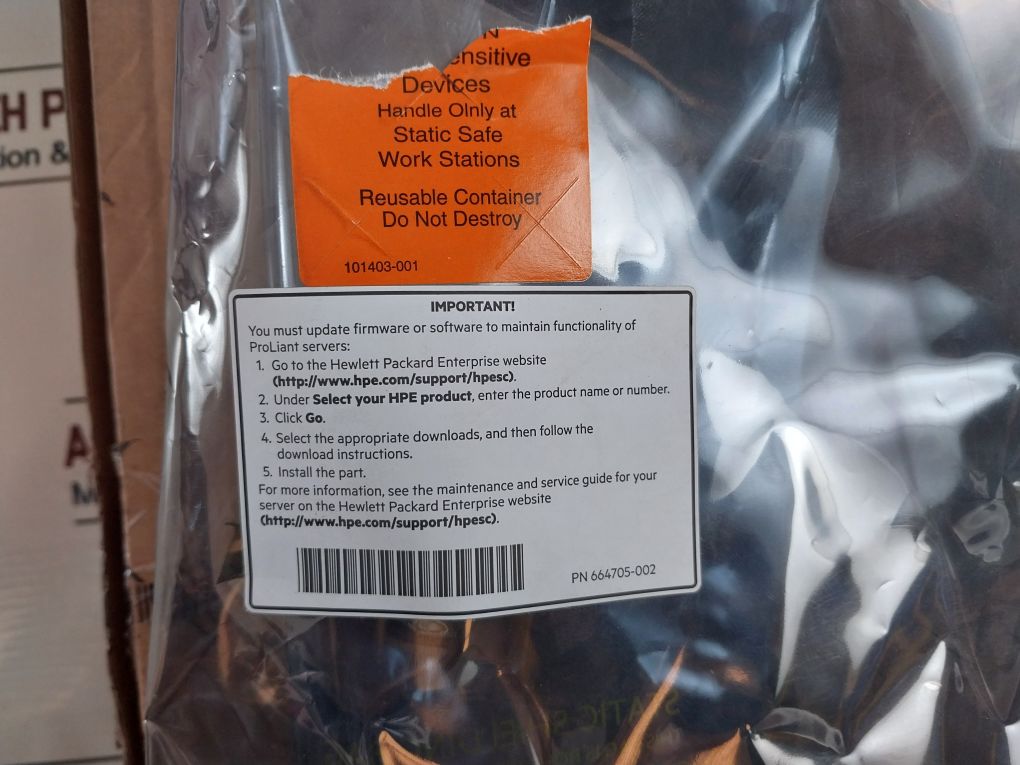 H P
ion &
N
ensitive
Devices
Handle Olnly at
Static Safe
Work Stations
Reusable Container
Do Not Destroy
101403-001
IMPORTANT!
You must update firmware or software to maintain functionality of
ProLiant servers:
1. Go to the Hewlett Packard Enterprise website
(http://www.hpe.com/support/hpesc).
2. Under Select your HPE product, enter the product name or number.
3. Click Go.
4. Select the appropriate downloads, and then follow the
download instructions.
5. Install the part.
For more information, see the maintenance and service guide for your
server on the Hewlett Packard Enterprise website
(http://www.hpe.com/support/hpesc).
PN 664705-002
A
M